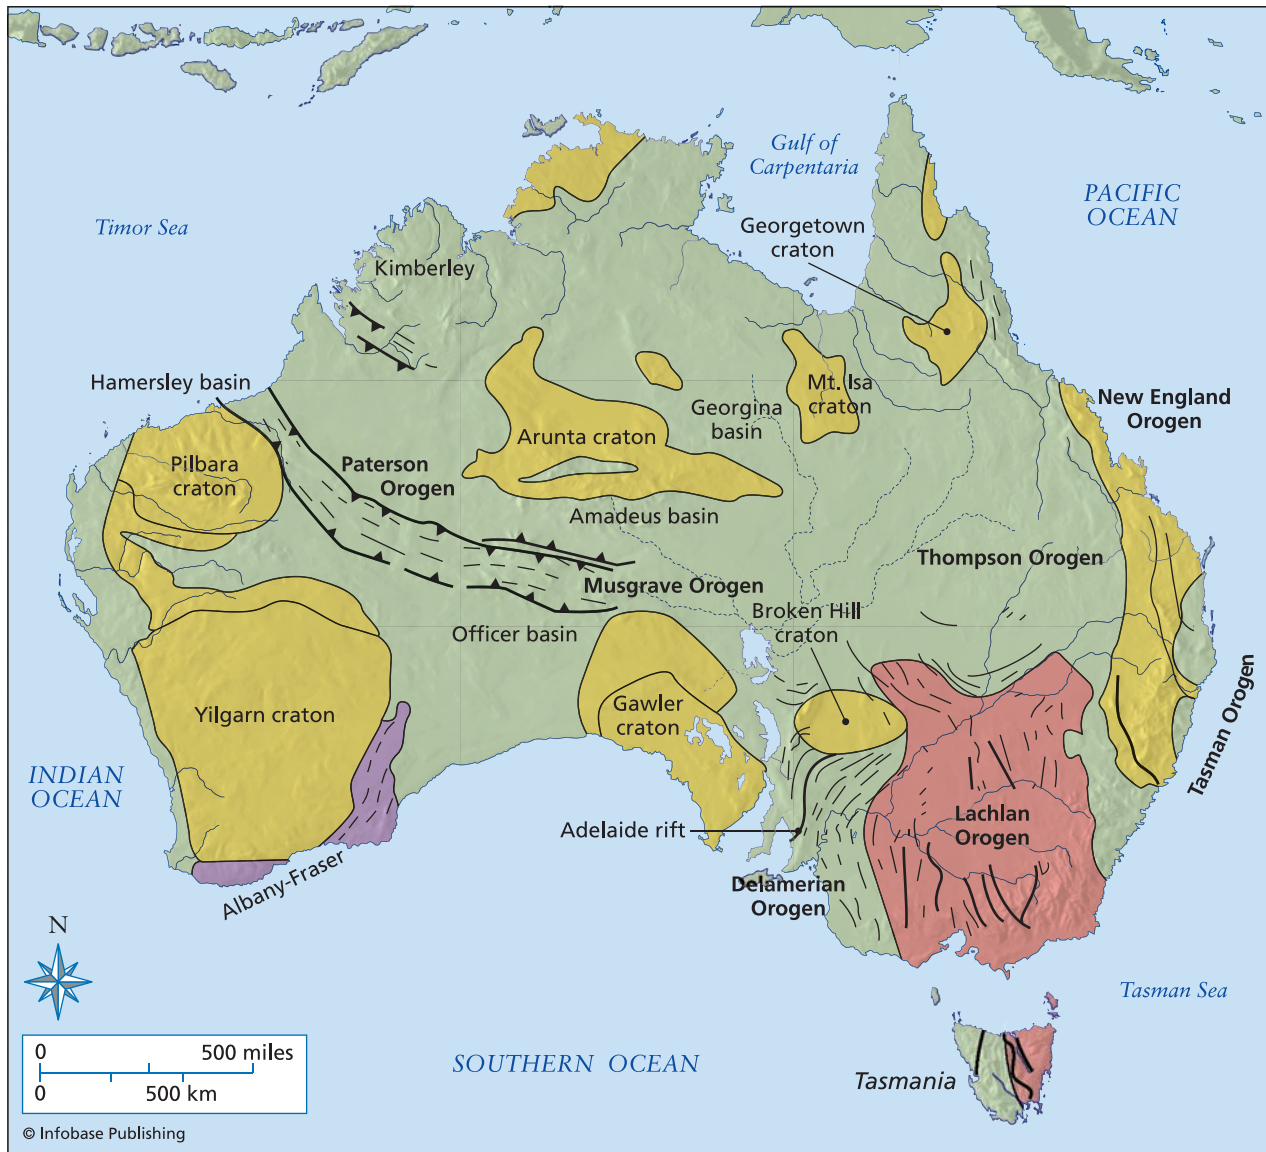 Gulf of
Carpentaria
PACIFIC
OCEAN
Timor Sea
Georgetown
craton
Kimberley
Hamersley basin
Mt. Isa
craton
New England
Orogen
Georgina
basin
Arunta craton
Pilbara
craton
Paterson
Orogen
Amadeus basin
Thompson Orogen
Musgrave Orogen
Broken Hill
craton
Officer basin
Tasman Orogen
Yilgarn craton
Gawler
craton
INDIAN
OCEAN
Lachlan
Orogen
Adelaide rift
Albany-Fraser
Delamerian
Orogen
N
Tasman Sea
0 500 miles
0 500 km
SOUTHERN OCEAN
Tasmania
© Infobase Publishing